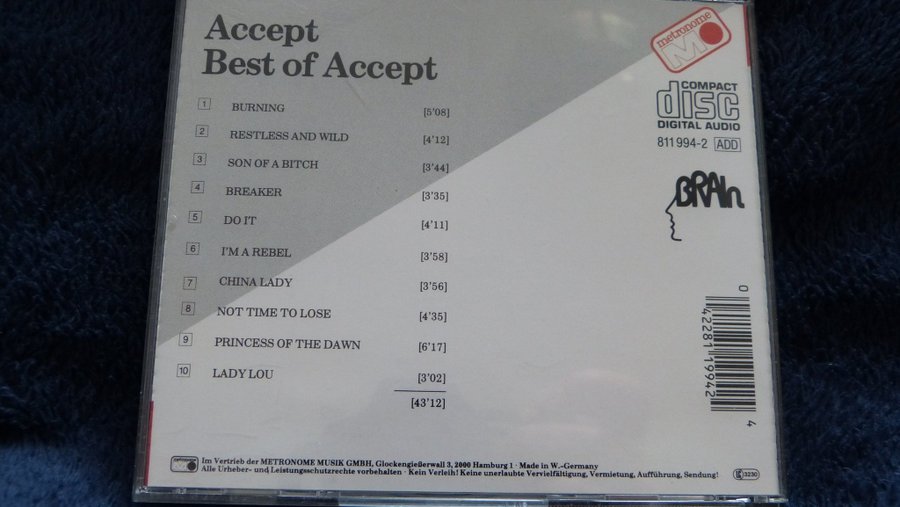 Accept
Best of Accept
metronome
M
COMPACT
disc
DIGITAL AUDIO
811 994-2 ADD
BRAIn
1 BURNING [5'08]
2 RESTLESS AND WILD [4'12]
3 SON OF A BITCH [3'44]
4 BREAKER [3'35]
5 DO IT [4'11]
6 I'M A REBEL [3'58]
7 CHINA LADY [3'56]
8 NOT TIME TO LOSE [4'35]
9 PRINCESS OF THE DAWN [6'17]
10 LADY LOU [3'02]
[43'12]
0 42281 19942 4
Im Vertrieb der METRONOME MUSIK GMBH, Glockengießerwall 3, 2000 Hamburg 1 · Made in W.-Germany
Alle Urheber- und Leistungsschutzrechte vorbehalten · Kein Verleih! Keine unerlaubte Vervielfältigung, Vermietung, Aufführung, Sendung!
3230